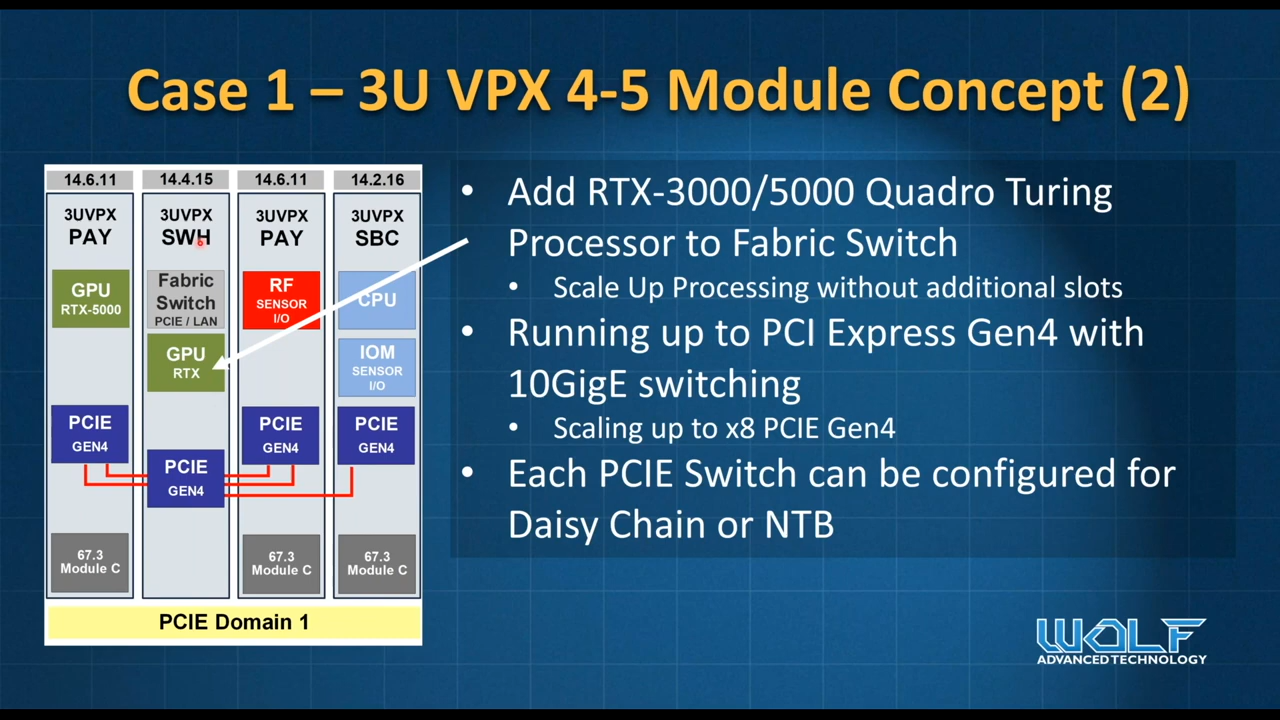 Case 1 – 3U VPX 4-5 Module Concept (2)
14.6.11
3UVPX
PAY
GPU
RTX-5000
PCIE
GEN4
67.3
Module C
14.4.15
3UVPX
SWH
Fabric
Switch
PCIE / LAN
GPU
RTX
PCIE
GEN4
14.6.11
3UVPX
PAY
RF
SENSOR
I/O
PCIE
GEN4
67.3
Module C
14.2.16
3UVPX
SBC
CPU
IOM
SENSOR
I/O
PCIE
GEN4
67.3
Module C
PCIE Domain 1
• Add RTX-3000/5000 Quadro Turing
Processor to Fabric Switch
• Scale Up Processing without additional slots
• Running up to PCI Express Gen4 with
10GigE switching
• Scaling up to x8 PCIE Gen4
• Each PCIE Switch can be configured for
Daisy Chain or NTB
WOLF
ADVANCED TECHNOLOGY